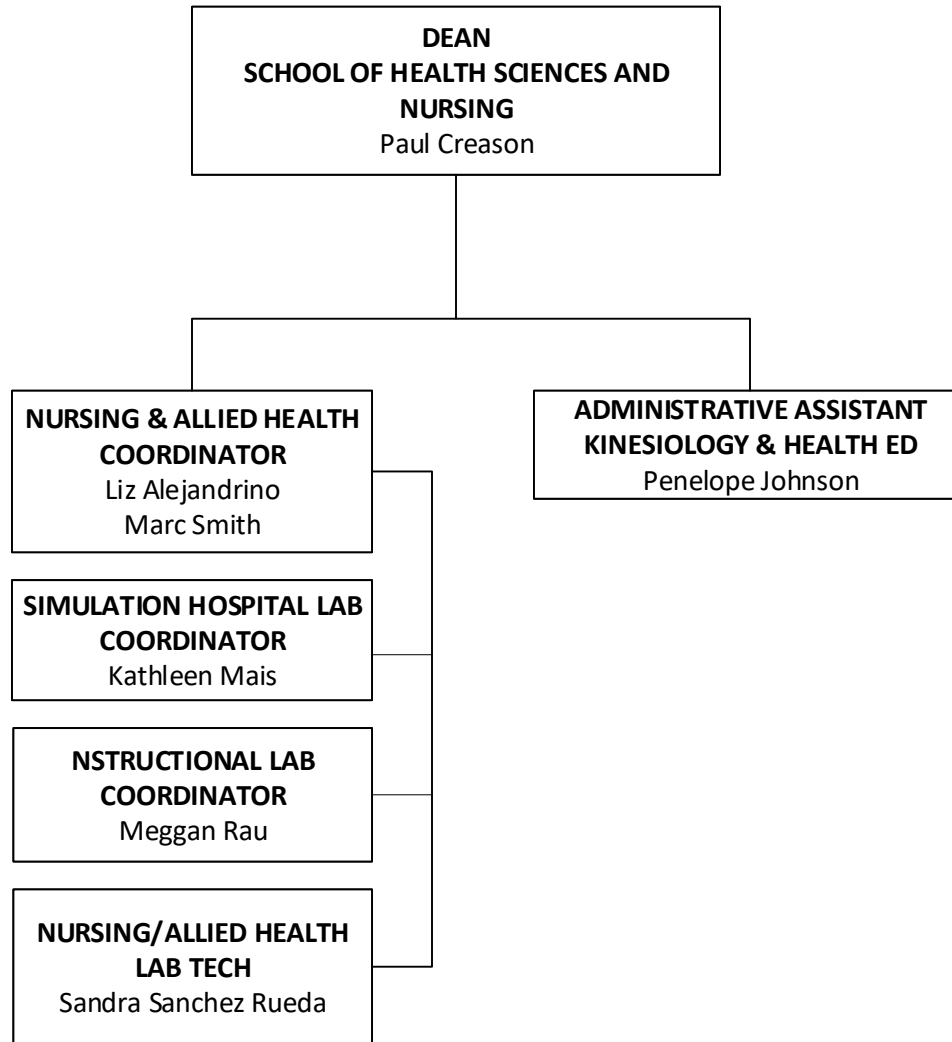 DEAN
SCHOOL OF HEALTH SCIENCES AND
NURSING
Paul Creason
NURSING & ALLIED HEALTH
COORDINATOR
Liz Alejandrino
Marc Smith
ADMINISTRATIVE ASSISTANT
KINESIOLOGY & HEALTH ED
Penelope Johnson
SIMULATION HOSPITAL LAB
COORDINATOR
Kathleen Mais
NSTRUCTIONAL LAB
COORDINATOR
Meggan Rau
NURSING/ALLIED HEALTH
LAB TECH
Sandra Sanchez Rueda